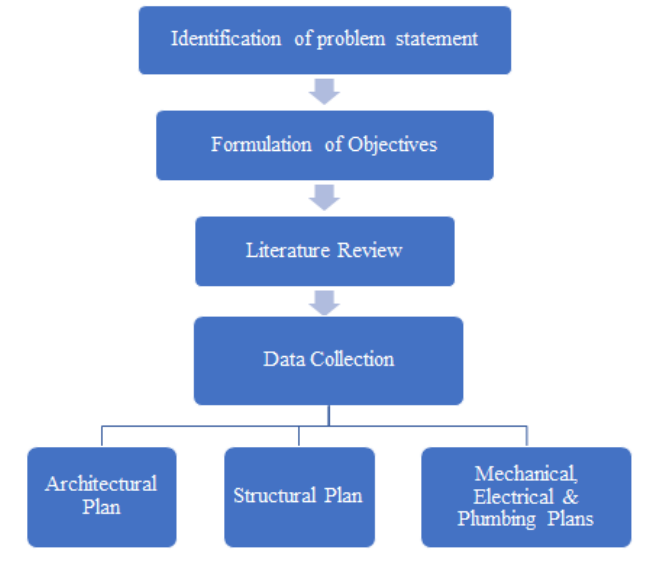 Identification of problem statement
Formulation of Objectives
Literature Review
Data Collection
Architectural
Plan
Structural Plan
Mechanical,
Electrical &
Plumbing Plans